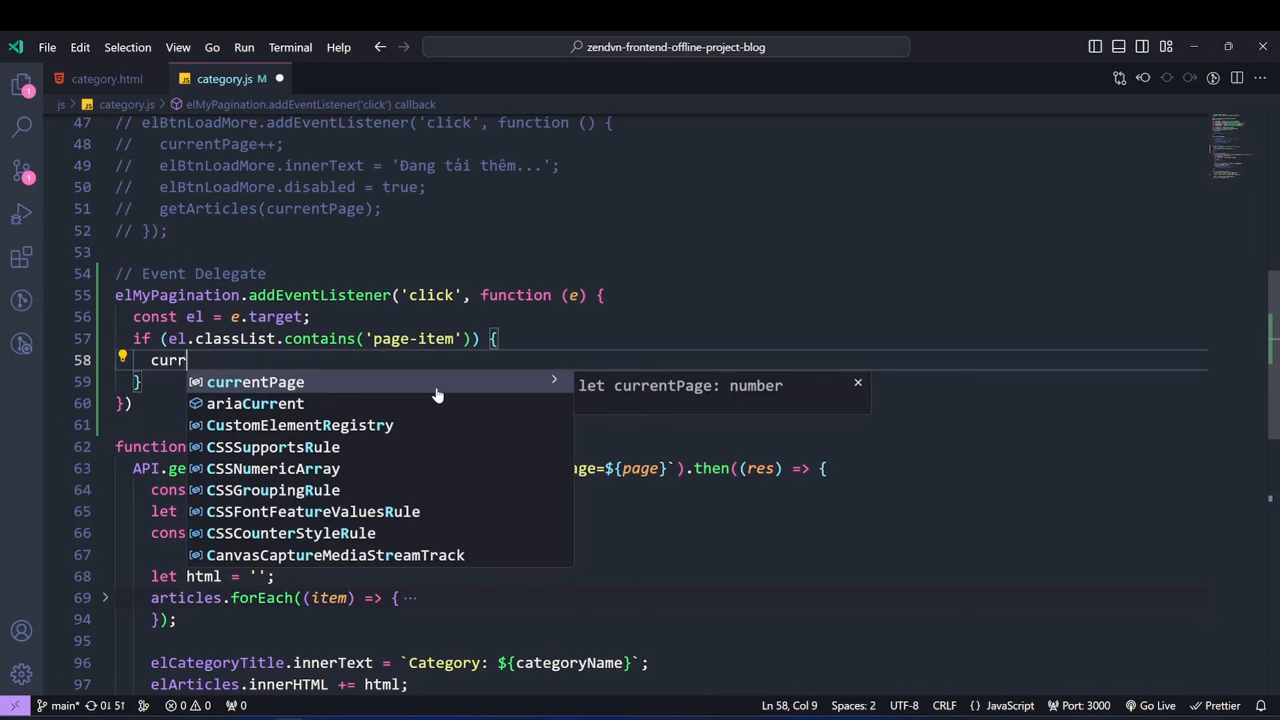 File Edit Selection View Go Run Terminal Help
zendvn-frontend-offline-project-blog
category.html
JS category.js M
js > JS category.js > elMyPagination.addEventListener('click') callback
47 // elBtnLoadMore.addEventListener('click', function () {
48 //   currentPage++;
49 //   elBtnLoadMore.innerText = 'Đang tải thêm...';
50 //   elBtnLoadMore.disabled = true;
51 //   getArticles(currentPage);
52 // });
53
54 // Event Delegate
55 elMyPagination.addEventListener('click', function (e) {
56   const el = e.target;
57   if (el.classList.contains('page-item')) {
58     curr
currentPage
let currentPage: number
ariaCurrent
CustomElementRegistry
CSSSupportsRule
CSSNumericArray
CSSGroupingRule
CSSFontFeatureValuesRule
CSSCounterStyleRule
CanvasCaptureMediaStreamTrack
59   }
60 })
61
62 function
63   API.ge age=${page}`).then((res) => {
64     cons
65     let
66     cons
67
68     let html = '';
69     articles.forEach((item) => { ...
94     });
95
96     elCategoryTitle.innerText = `Category: ${categoryName}`;
97     elArticles.innerHTML += html;
main* 0↓ 5↑ 0 0 0 Ln 58, Col 9 Spaces: 2 UTF-8 CRLF {} JavaScript Port: 3000 Go Live Prettier